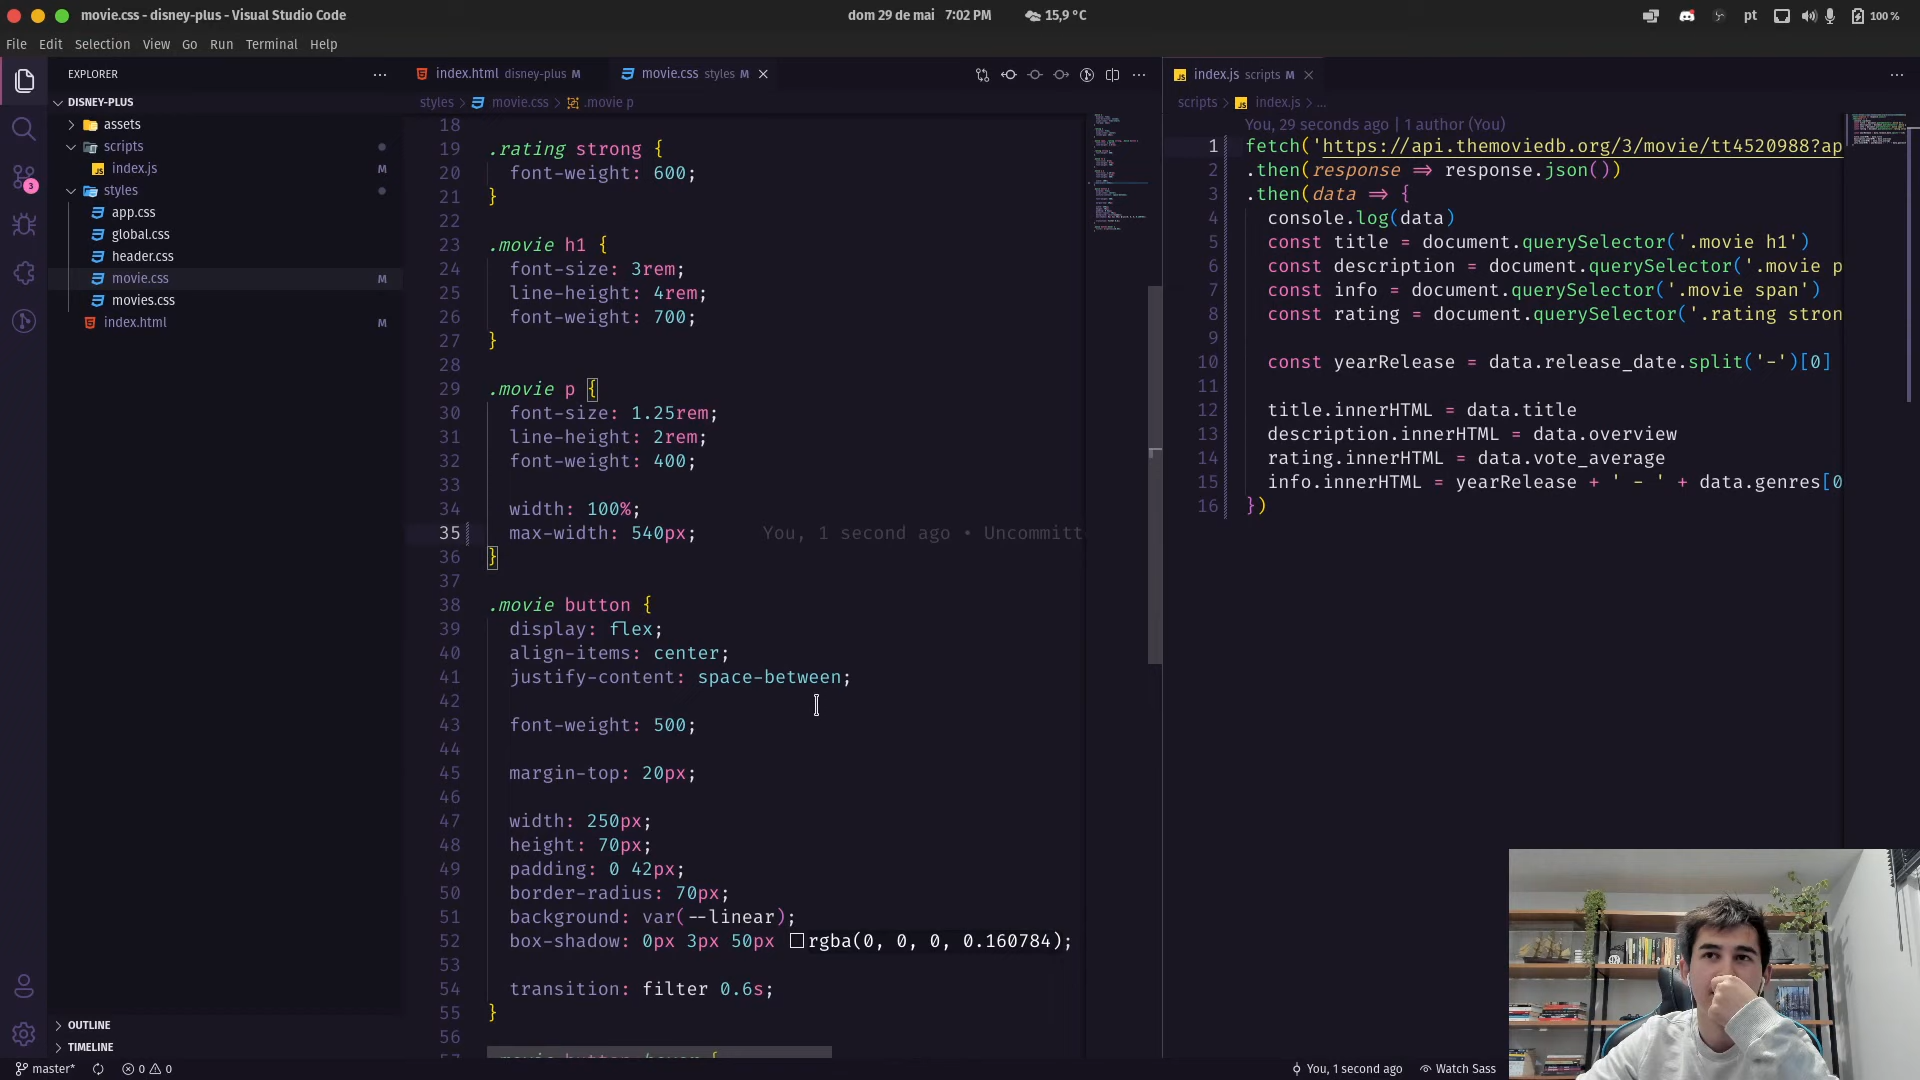 movie.css - disney-plus - Visual Studio Code
dom 29 de mai   7:02 PM
15,9 °C
pt
100 %
File Edit Selection View Go Run Terminal Help
EXPLORER
DISNEY-PLUS
assets
scripts
index.js M
styles
app.css
global.css
header.css
movie.css M
movies.css
index.html M
3
OUTLINE
TIMELINE
index.html disney-plus M
movie.css styles M
styles > movie.css > .movie p
18
19 .rating strong {
20 font-weight: 600;
21 }
22
23 .movie h1 {
24 font-size: 3rem;
25 line-height: 4rem;
26 font-weight: 700;
27 }
28
29 .movie p {
30 font-size: 1.25rem;
31 line-height: 2rem;
32 font-weight: 400;
33
34 width: 100%;
35 max-width: 540px; You, 1 second ago • Uncommitt
36 }
37
38 .movie button {
39 display: flex;
40 align-items: center;
41 justify-content: space-between;
42
43 font-weight: 500;
44
45 margin-top: 20px;
46
47 width: 250px;
48 height: 70px;
49 padding: 0 42px;
50 border-radius: 70px;
51 background: var(--linear);
52 box-shadow: 0px 3px 50px rgba(0, 0, 0, 0.160784);
53
54 transition: filter 0.6s;
55 }
56
index.js scripts M
scripts > index.js > ...
You, 29 seconds ago | 1 author (You)
1 fetch('https://api.themoviedb.org/3/movie/tt4520988?ap
2 .then(response => response.json())
3 .then(data => {
4 console.log(data)
5 const title = document.querySelector('.movie h1')
6 const description = document.querySelector('.movie p
7 const info = document.querySelector('.movie span')
8 const rating = document.querySelector('.rating stron
9
10 const yearRelease = data.release_date.split('-')[0]
11
12 title.innerHTML = data.title
13 description.innerHTML = data.overview
14 rating.innerHTML = data.vote_average
15 info.innerHTML = yearRelease + ' - ' + data.genres[0
16 })
master* 0 0
You, 1 second ago
Watch Sass